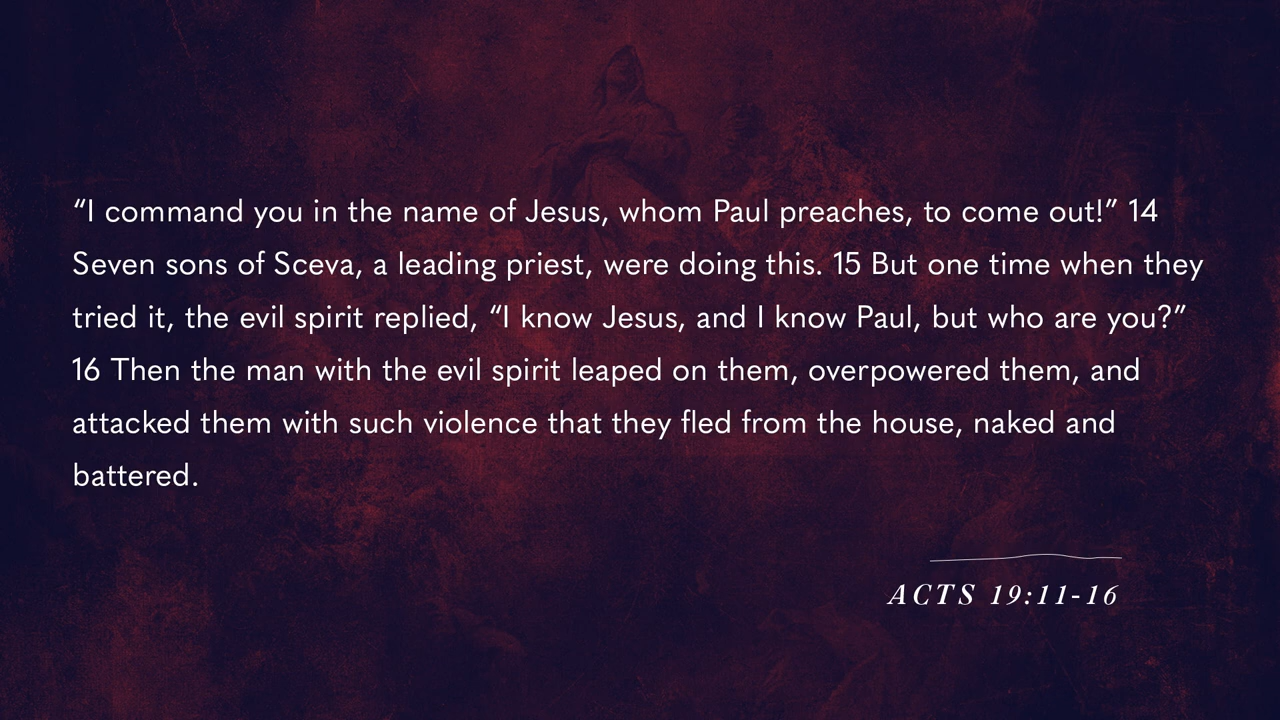 “I command you in the name of Jesus, whom Paul preaches, to come out!” 14
Seven sons of Sceva, a leading priest, were doing this. 15 But one time when they
tried it, the evil spirit replied, “I know Jesus, and I know Paul, but who are you?”
16 Then the man with the evil spirit leaped on them, overpowered them, and
attacked them with such violence that they fled from the house, naked and
battered.
ACTS 19:11-16